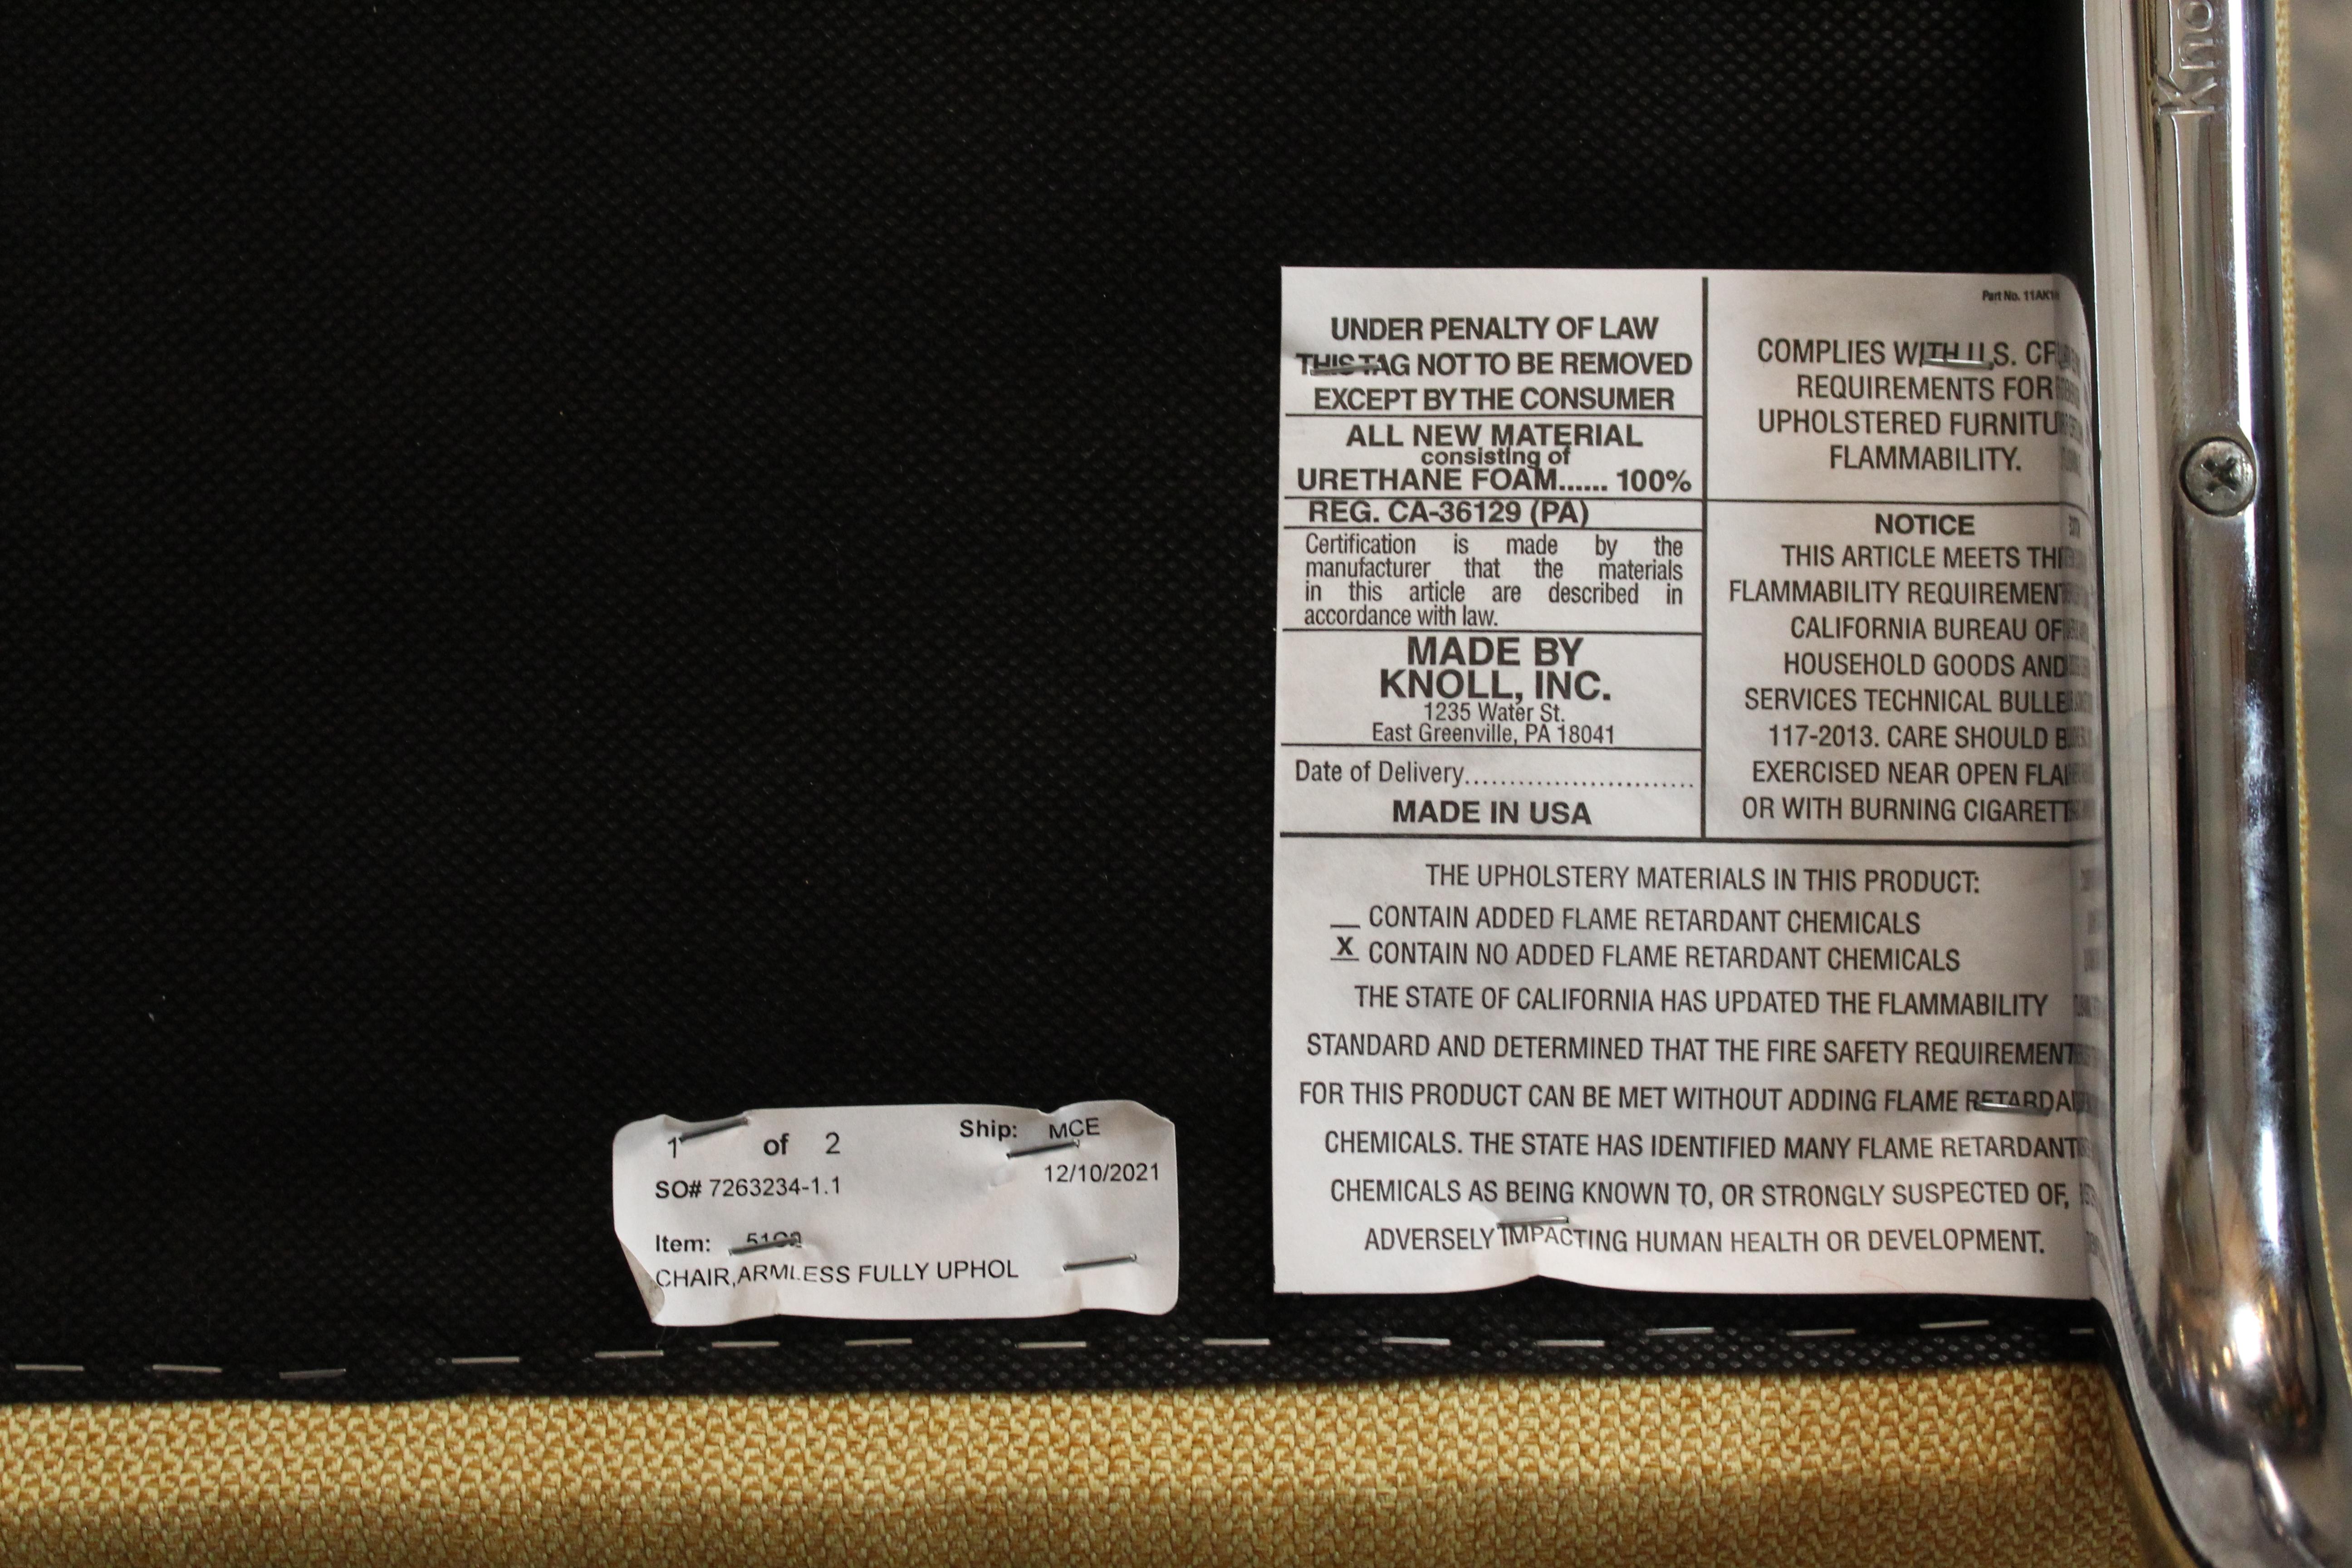 Kno
Part No. 11AK1
UNDER PENALTY OF LAW
THIS TAG NOT TO BE REMOVED
EXCEPT BY THE CONSUMER
ALL NEW MATERIAL
consisting of
URETHANE FOAM...... 100%
REG. CA-36129 (PA)
Certification is made by the
manufacturer that the materials
in this article are described in
accordance with law.
MADE BY
KNOLL, INC.
1235 Water St.
East Greenville, PA 18041
Date of Delivery..........................
MADE IN USA
COMPLIES WITH U.S. CP
REQUIREMENTS FOR
UPHOLSTERED FURNITU
FLAMMABILITY.
NOTICE
THIS ARTICLE MEETS TH
FLAMMABILITY REQUIREMENT
CALIFORNIA BUREAU OF
HOUSEHOLD GOODS AND
SERVICES TECHNICAL BULLE
117-2013. CARE SHOULD B
EXERCISED NEAR OPEN FLA
OR WITH BURNING CIGARETT
THE UPHOLSTERY MATERIALS IN THIS PRODUCT:
__ CONTAIN ADDED FLAME RETARDANT CHEMICALS
X CONTAIN NO ADDED FLAME RETARDANT CHEMICALS
THE STATE OF CALIFORNIA HAS UPDATED THE FLAMMABILITY
STANDARD AND DETERMINED THAT THE FIRE SAFETY REQUIREMENT
FOR THIS PRODUCT CAN BE MET WITHOUT ADDING FLAME RETARDA
CHEMICALS. THE STATE HAS IDENTIFIED MANY FLAME RETARDANT
CHEMICALS AS BEING KNOWN TO, OR STRONGLY SUSPECTED OF,
ADVERSELY IMPACTING HUMAN HEALTH OR DEVELOPMENT.
1 of 2 Ship: MCE
12/10/2021
SO# 7263234-1.1
Item:
CHAIR,ARMLESS FULLY UPHOL